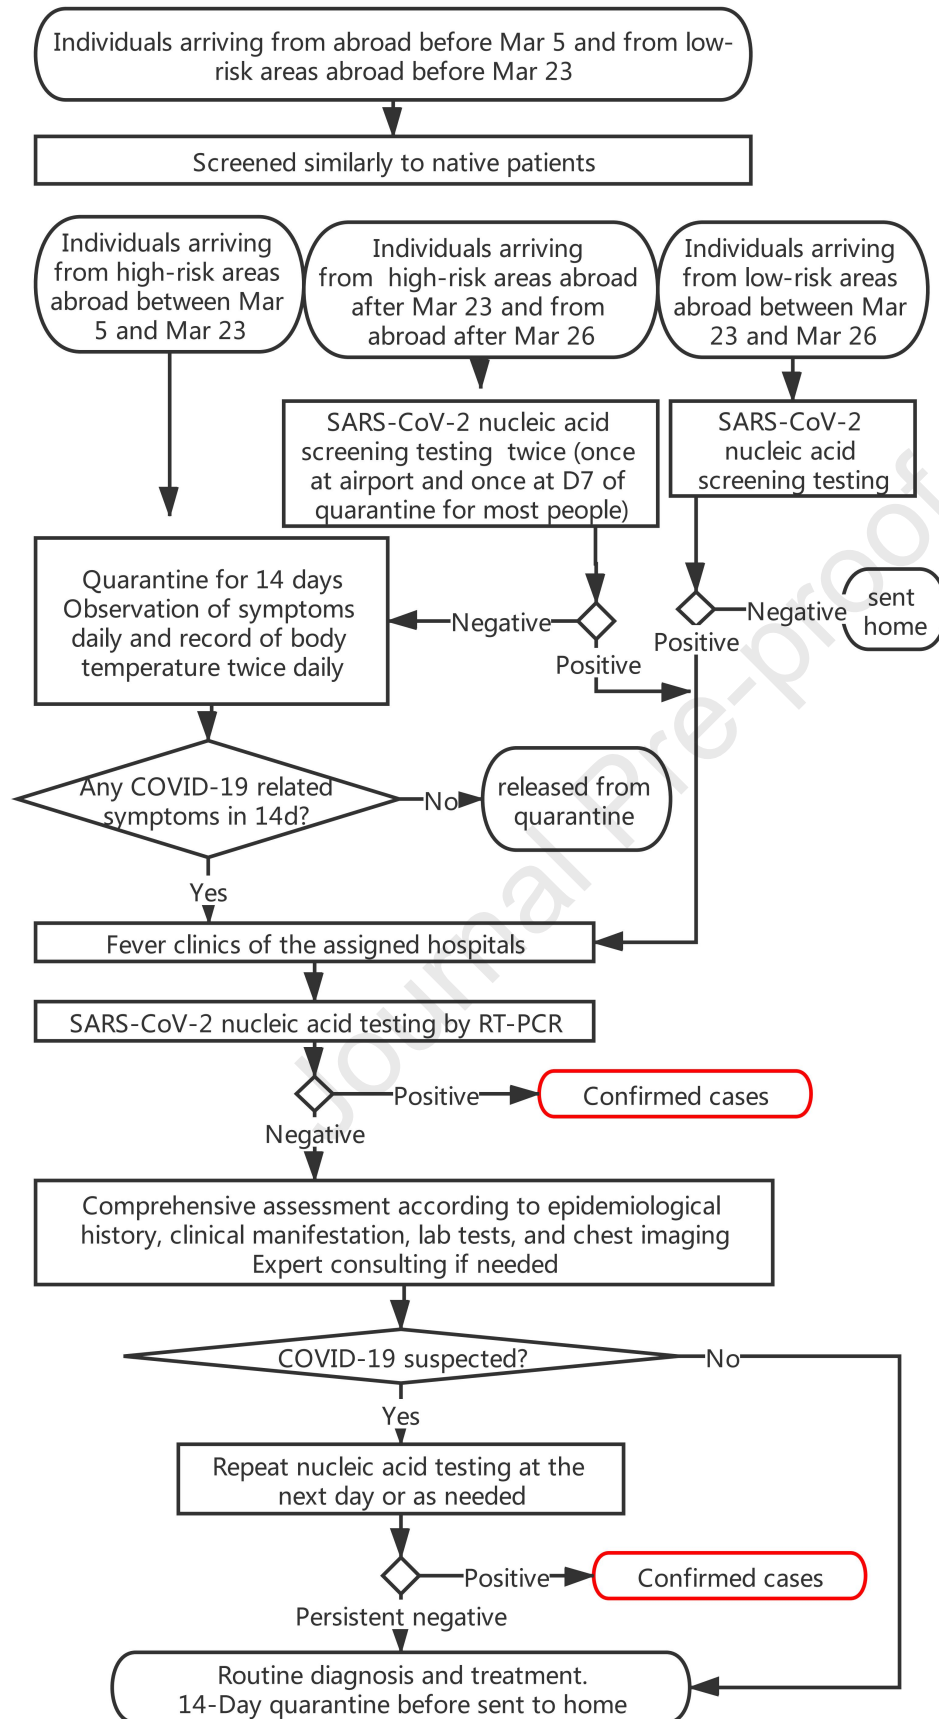 Individuals arriving from abroad before Mar 5 and from low-
risk areas abroad before Mar 23
Screened similarly to native patients
Individuals arriving
from high-risk areas
abroad between Mar
5 and Mar 23
Individuals arriving
from high-risk areas abroad
after Mar 23 and from
abroad after Mar 26
Individuals arriving
from low-risk areas
abroad between Mar
23 and Mar 26
SARS-CoV-2 nucleic acid
screening testing twice (once
at airport and once at D7 of
quarantine for most people)
SARS-CoV-2
nucleic acid
screening testing
Quarantine for 14 days
Observation of symptoms
daily and record of body
temperature twice daily
Negative
Positive
Negative
Positive
sent
home
Any COVID-19 related
symptoms in 14d?
No
released from
quarantine
Yes
Fever clinics of the assigned hospitals
SARS-CoV-2 nucleic acid testing by RT-PCR
Positive
Confirmed cases
Negative
Comprehensive assessment according to epidemiological
history, clinical manifestation, lab tests, and chest imaging
Expert consulting if needed
COVID-19 suspected?
No
Yes
Repeat nucleic acid testing at the
next day or as needed
Positive
Confirmed cases
Persistent negative
Routine diagnosis and treatment.
14-Day quarantine before sent to home
Journal Pre-proof